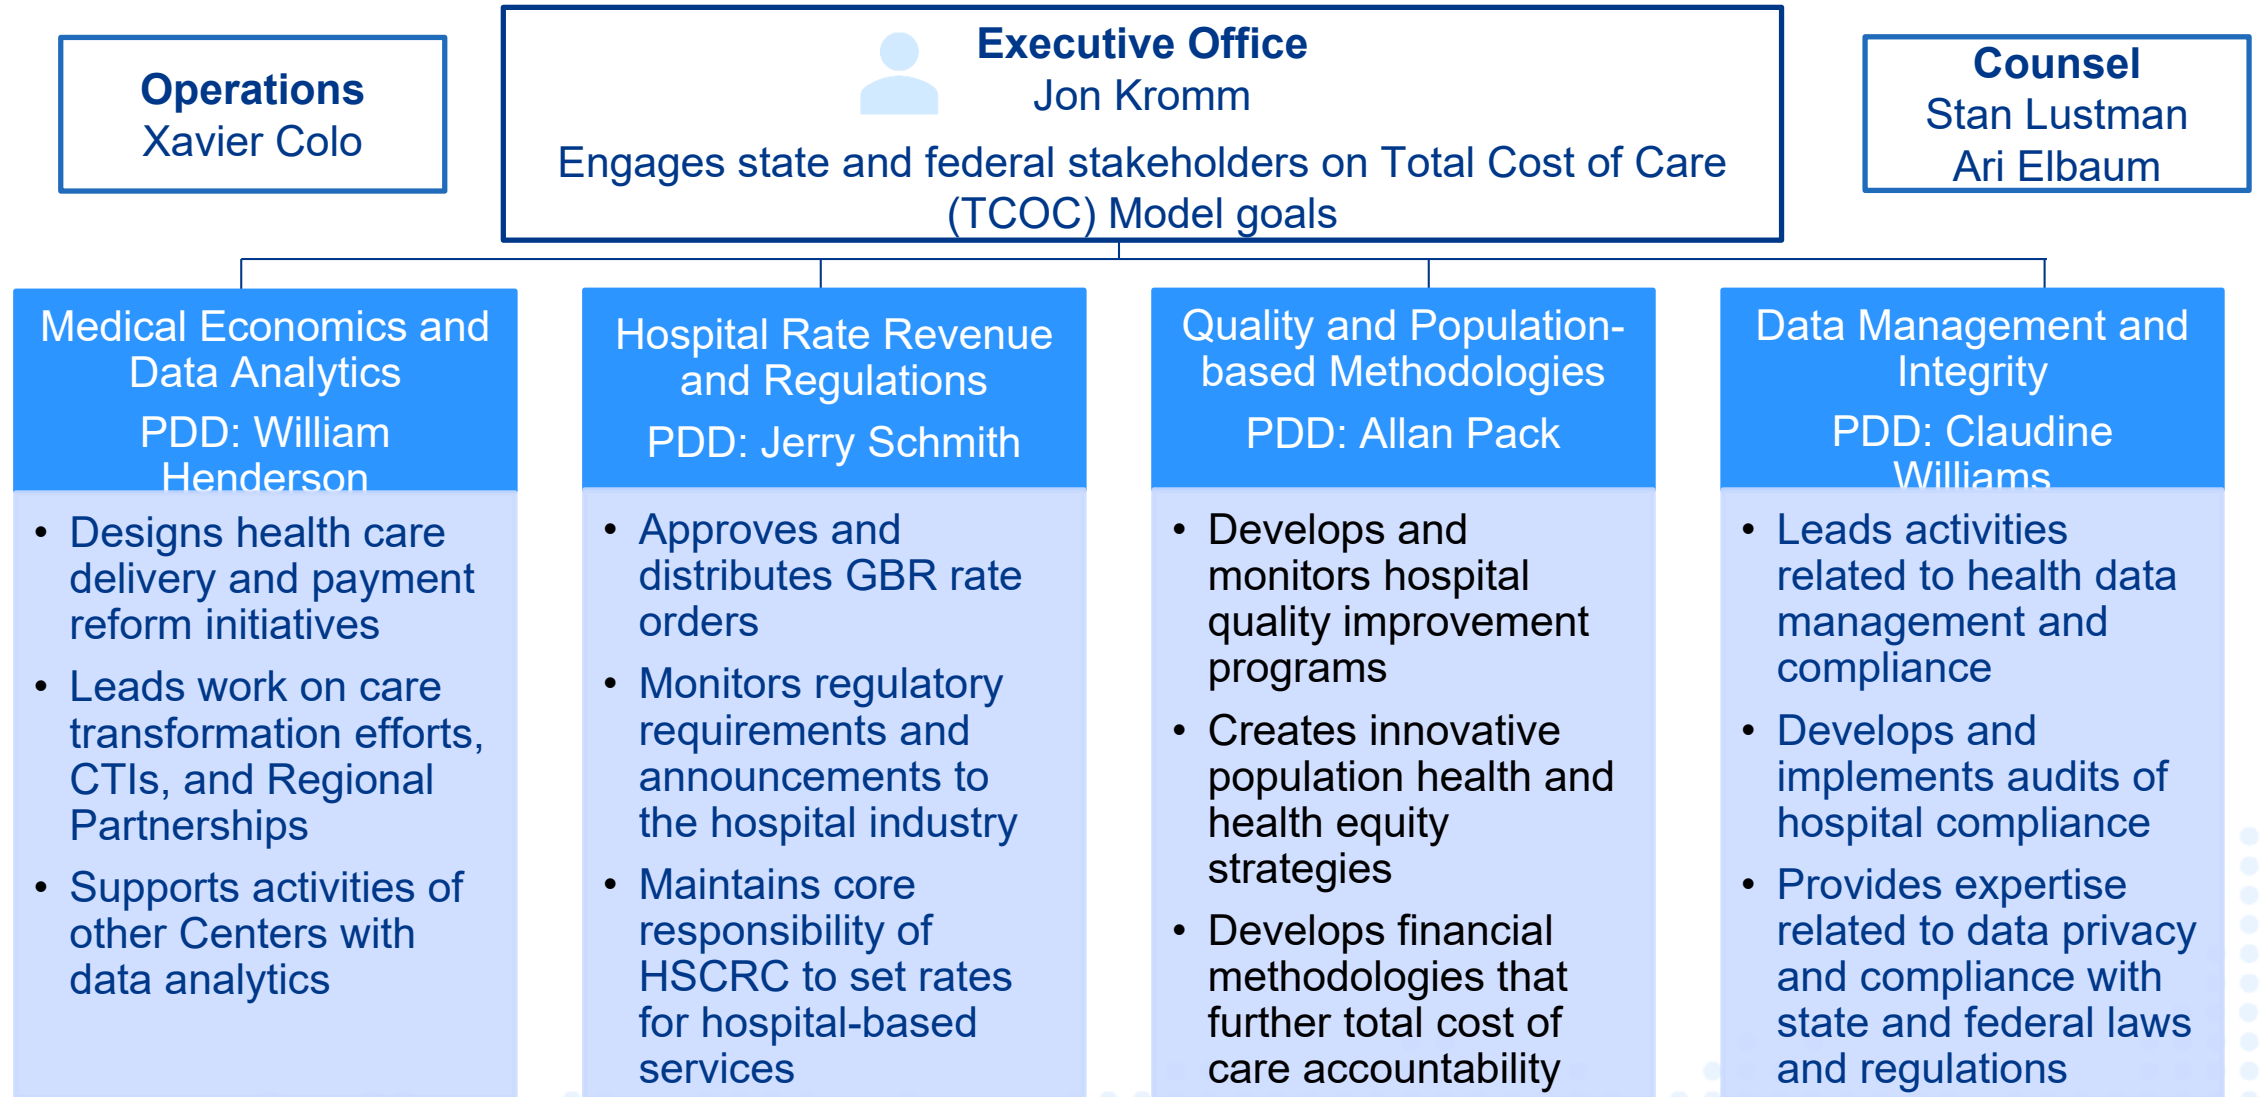 Operations
Xavier Colo
Executive Office
Jon Kromm
Engages state and federal stakeholders on Total Cost of Care
(TCOC) Model goals
Counsel
Stan Lustman
Ari Elbaum
Medical Economics and
Data Analytics
PDD: William
Henderson
• Designs health care
delivery and payment
reform initiatives
• Leads work on care
transformation efforts,
CTIs, and Regional
Partnerships
• Supports activities of
other Centers with
data analytics
Hospital Rate Revenue
and Regulations
PDD: Jerry Schmith
• Approves and
distributes GBR rate
orders
• Monitors regulatory
requirements and
announcements to
the hospital industry
• Maintains core
responsibility of
HSCRC to set rates
for hospital-based
services
Quality and Population-
based Methodologies
PDD: Allan Pack
• Develops and
monitors hospital
quality improvement
programs
• Creates innovative
population health and
health equity
strategies
• Develops financial
methodologies that
further total cost of
care accountability
Data Management and
Integrity
PDD: Claudine
Williams
• Leads activities
related to health data
management and
compliance
• Develops and
implements audits of
hospital compliance
• Provides expertise
related to data privacy
and compliance with
state and federal laws
and regulations